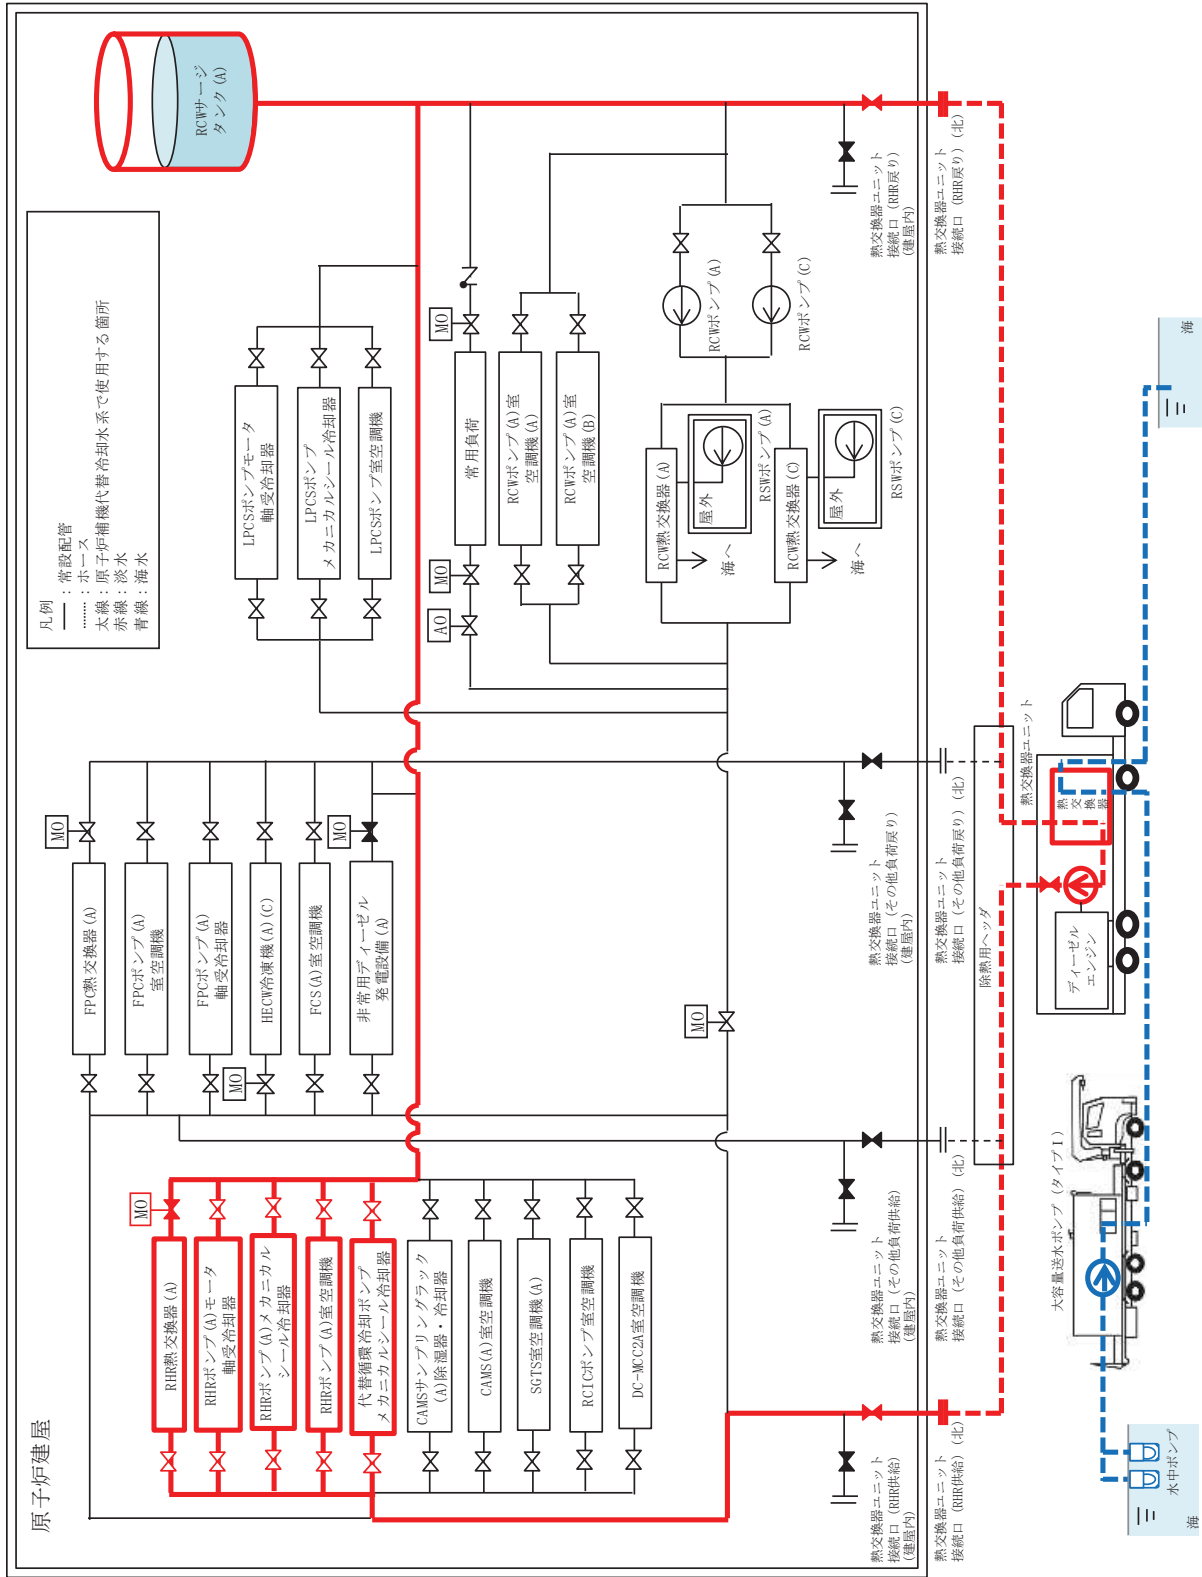 原子炉建屋
凡例
━━：常設配管
┅┅：ホース
太線：原子炉補機代替冷却水系で使用する箇所
赤線：淡水
青線：海水
RCWサージ
タンク(A)
MO
RHR熱交換器(A)
RHRポンプ(A)モータ
軸受冷却器
RHRポンプ(A)メカニカル
シール冷却器
RHRポンプ(A)室空調機
代替循環冷却ポンプ
メカニカルシール冷却器
CAMSサンプリングラック
(A)除湿器・冷却器
CAMS(A)室空調機
SGTS室空調機(A)
RCICポンプ室空調機
DC-MCC2A室空調機
MO
FPC熱交換器(A)
FPCポンプ(A)
室空調機
FPCポンプ(A)
軸受冷却器
MO
HECW冷凍機(A)(C)
FCS(A)室空調機
MO
非常用ディーゼル
発電設備(A)
LPCSポンプモータ
軸受冷却器
LPCSポンプ
メカニカルシール冷却器
LPCSポンプ室空調機
AO
MO
常用負荷
MO
RCWポンプ(A)室
空調機(A)
RCWポンプ(A)室
空調機(B)
MO
RCW熱交換器(A)
海へ
屋外
RSWポンプ(A)
RCW熱交換器(C)
海へ
屋外
RSWポンプ(C)
RCWポンプ(A)
RCWポンプ(C)
熱交換器ユニット
接続口(RHR供給)
(建屋内)
熱交換器ユニット
接続口(RHR供給)(北)
熱交換器ユニット
接続口(その他負荷供給)
(建屋内)
熱交換器ユニット
接続口(その他負荷供給)(北)
熱交換器ユニット
接続口(その他負荷戻り)
(建屋内)
熱交換器ユニット
接続口(その他負荷戻り)(北)
熱交換器ユニット
接続口(RHR戻り)
(建屋内)
熱交換器ユニット
接続口(RHR戻り)(北)
除熱用ヘッダ
熱交換器ユニット
熱交換器
ディーゼル
エンジン
大容量送水ポンプ(タイプⅠ)
水中ポンプ
海
海